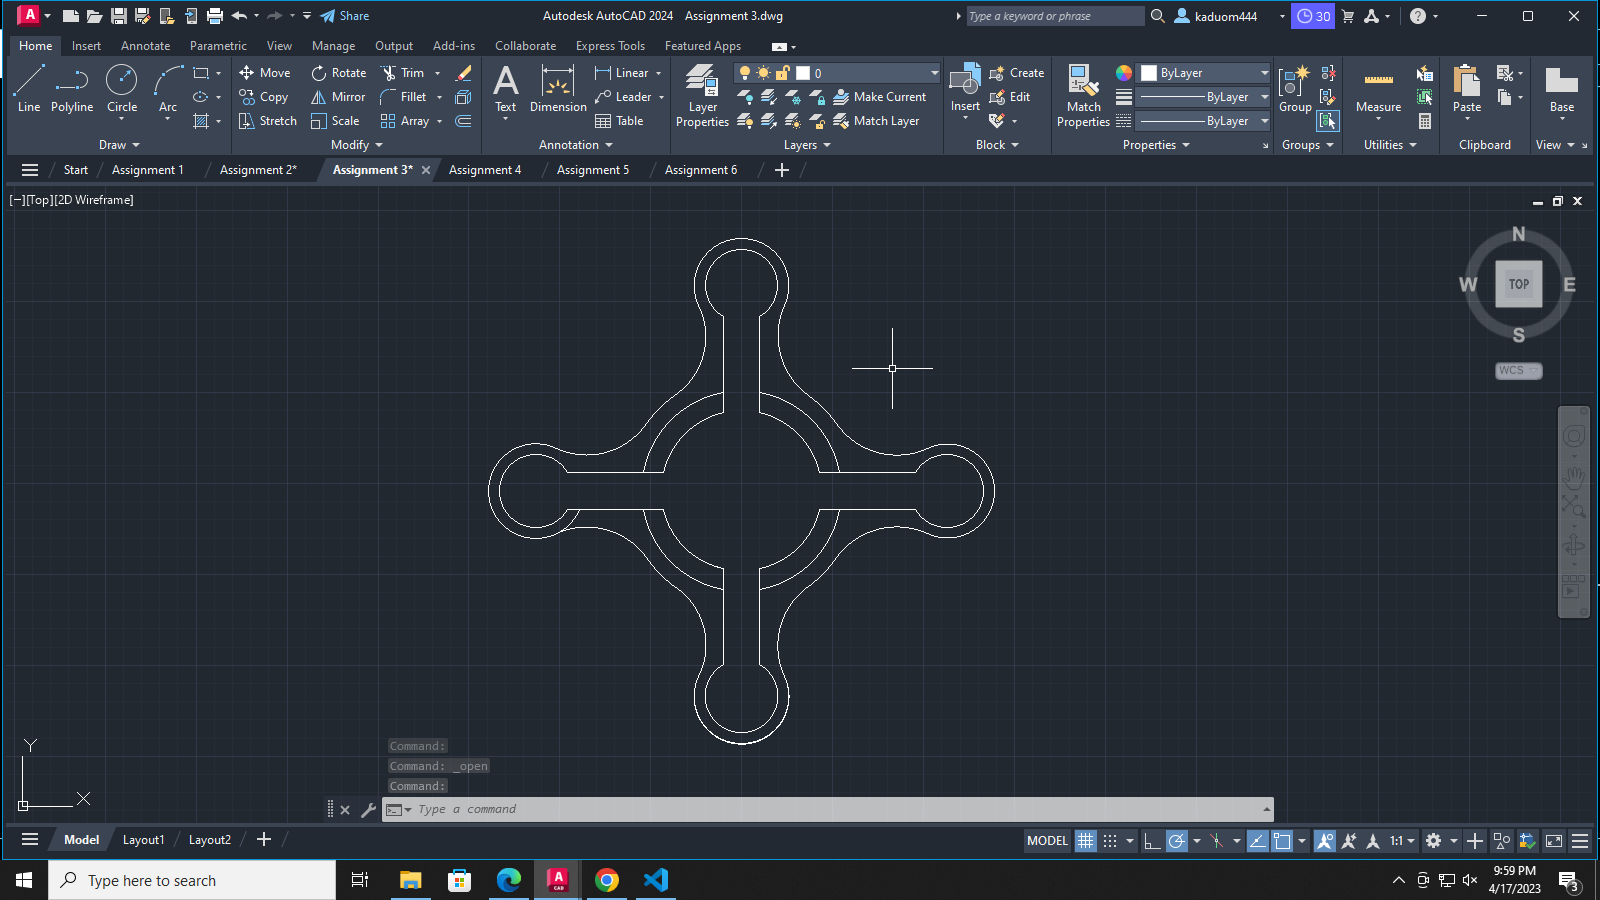 A Share Autodesk AutoCAD 2024 Assignment 3.dwg Type a keyword or phrase kaduom444 30
Home Insert Annotate Parametric View Manage Output Add-ins Collaborate Express Tools Featured Apps
Line Polyline Circle Arc
Move Rotate Trim
Copy Mirror Fillet
Stretch Scale Array
Text Dimension
Linear
Leader
Table
Layer Properties
0
Make Current
Match Layer
Insert
Create
Edit
Match Properties
ByLayer
ByLayer
ByLayer
Group
Measure
Paste
Base
Draw Modify Annotation Layers Block Properties Groups Utilities Clipboard View
Start Assignment 1 Assignment 2* Assignment 3* Assignment 4 Assignment 5 Assignment 6
[−][Top][2D Wireframe]
N
W TOP E
S
WCS
Y
X
Command:
Command: _open
Command:
Type a command
Model Layout1 Layout2 MODEL 1:1
Type here to search
A CAD
9:59 PM
4/17/2023
3